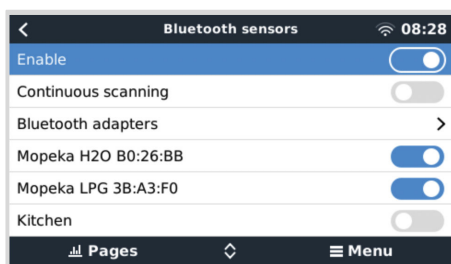 Bluetooth sensors 08:28
Enable
Continuous scanning
Bluetooth adapters
Mopeka H2O B0:26:BB
Mopeka LPG 3B:A3:F0
Kitchen
Pages Menu